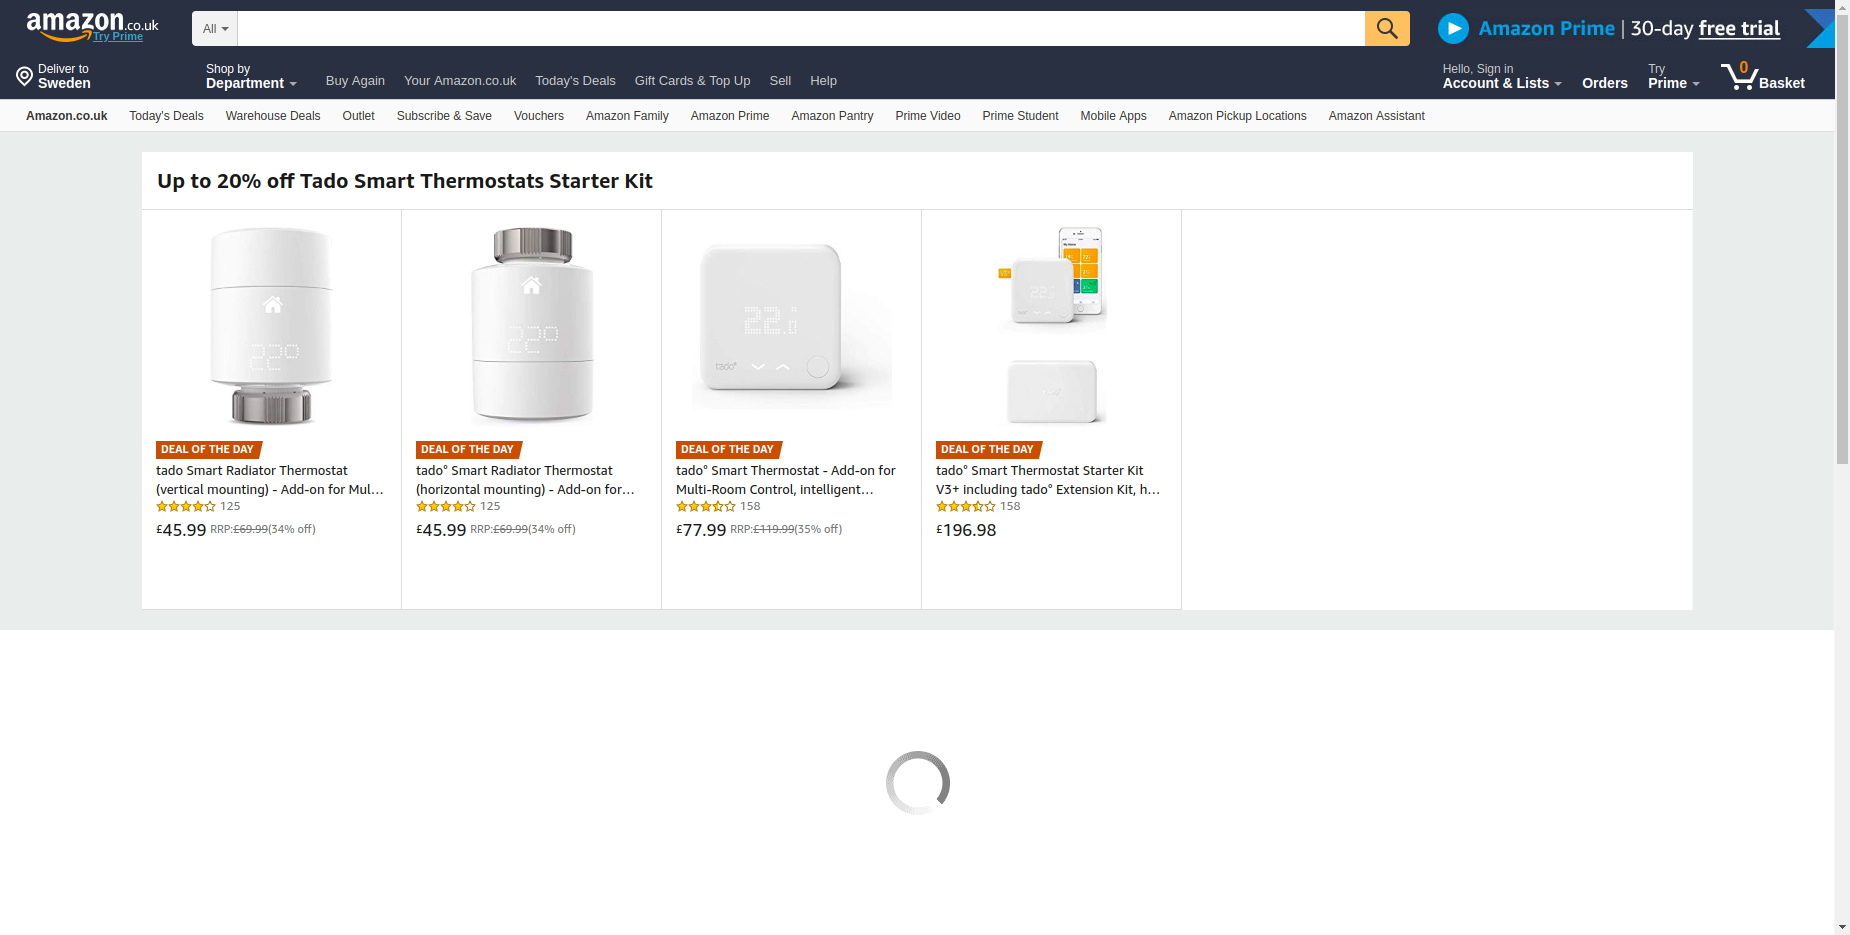 amazon.co.uk
Try Prime
All
Amazon Prime | 30-day free trial
Deliver to
Sweden
Shop by
Department
Buy Again
Your Amazon.co.uk
Today's Deals
Gift Cards & Top Up
Sell
Help
Hello, Sign in
Account & Lists
Orders
Try
Prime
0
Basket
Amazon.co.uk
Today's Deals
Warehouse Deals
Outlet
Subscribe & Save
Vouchers
Amazon Family
Amazon Prime
Amazon Pantry
Prime Video
Prime Student
Mobile Apps
Amazon Pickup Locations
Amazon Assistant
Up to 20% off Tado Smart Thermostats Starter Kit
22°
DEAL OF THE DAY
tado Smart Radiator Thermostat
(vertical mounting) - Add-on for Mul...
125
£45.99 RRP:£69.99(34% off)
22°
DEAL OF THE DAY
tado° Smart Radiator Thermostat
(horizontal mounting) - Add-on for...
125
£45.99 RRP:£69.99(34% off)
22.
tado°
DEAL OF THE DAY
tado° Smart Thermostat - Add-on for
Multi-Room Control, intelligent...
158
£77.99 RRP:£119.99(35% off)
DEAL OF THE DAY
tado° Smart Thermostat Starter Kit
V3+ including tado° Extension Kit, h...
158
£196.98